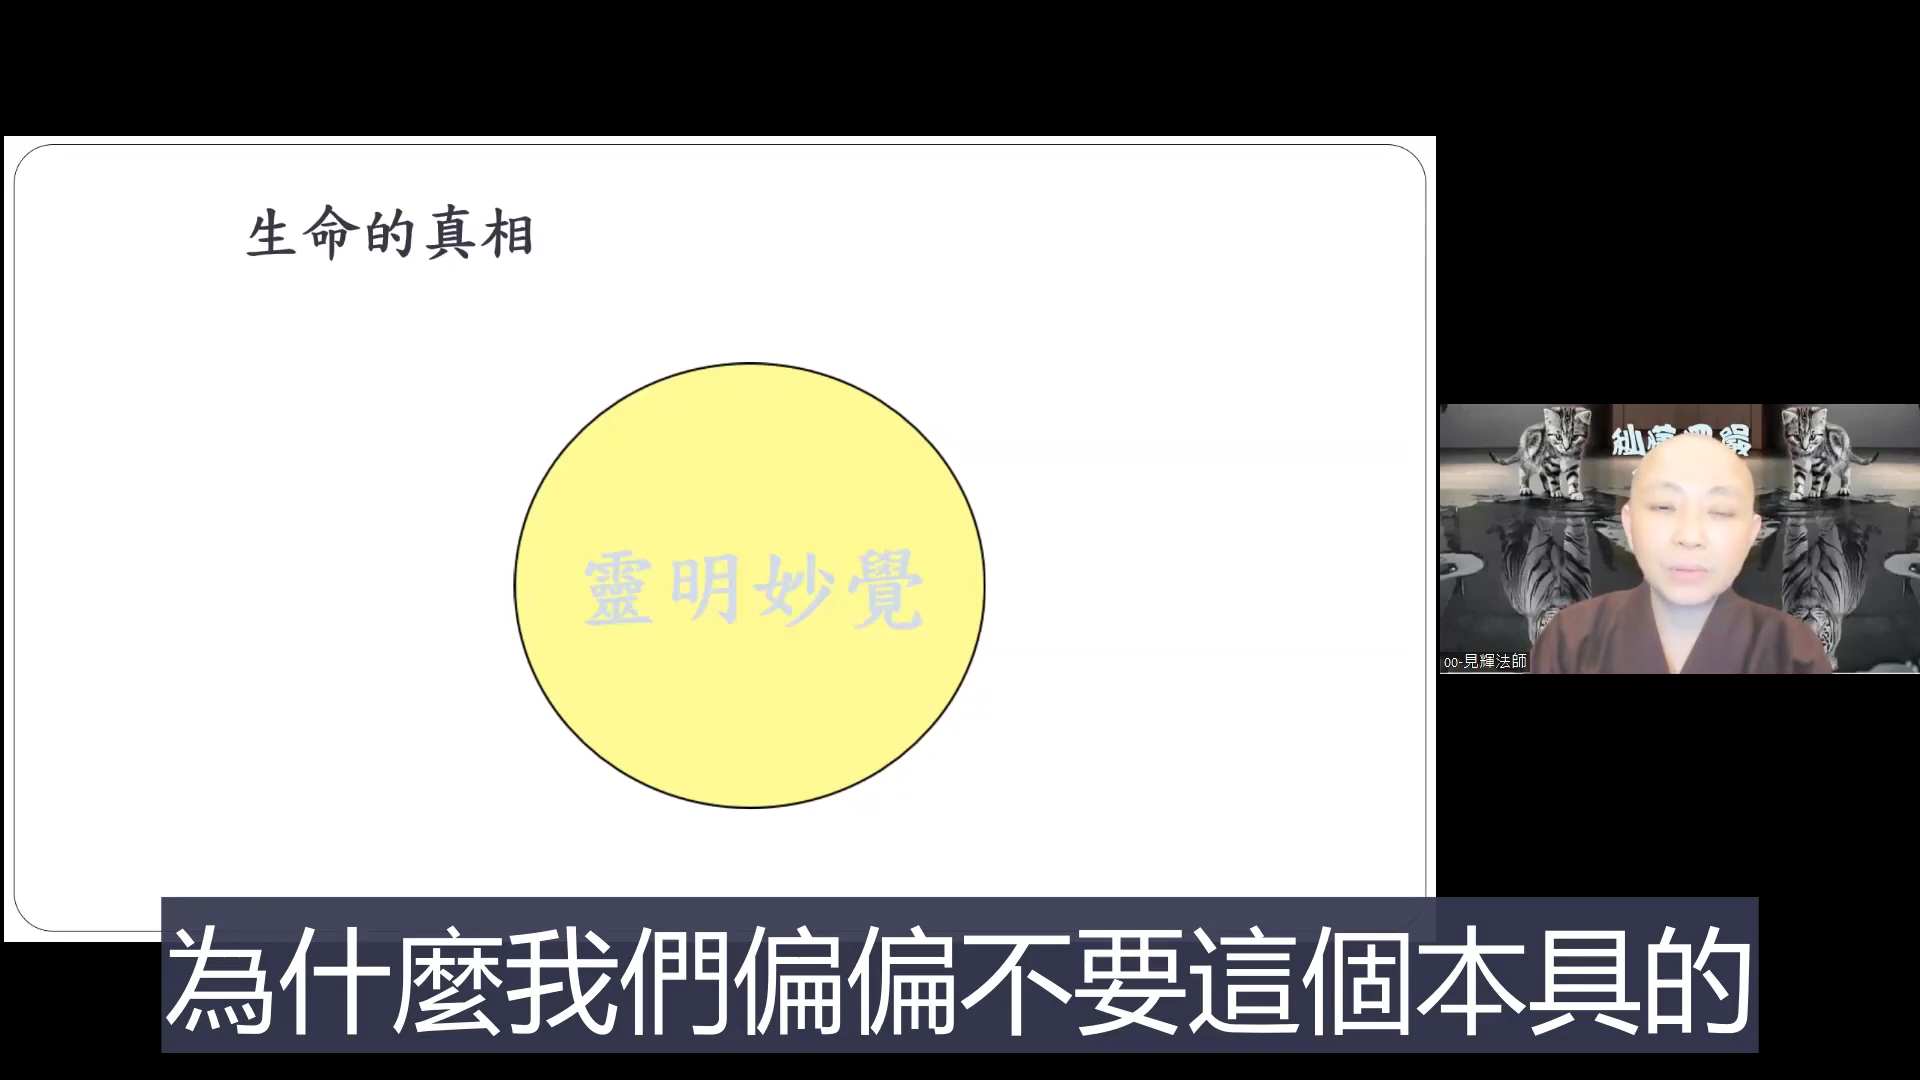 生命的真相
靈明妙覺
oo-見輝法師
為什麼我們偏偏不要這個本具的